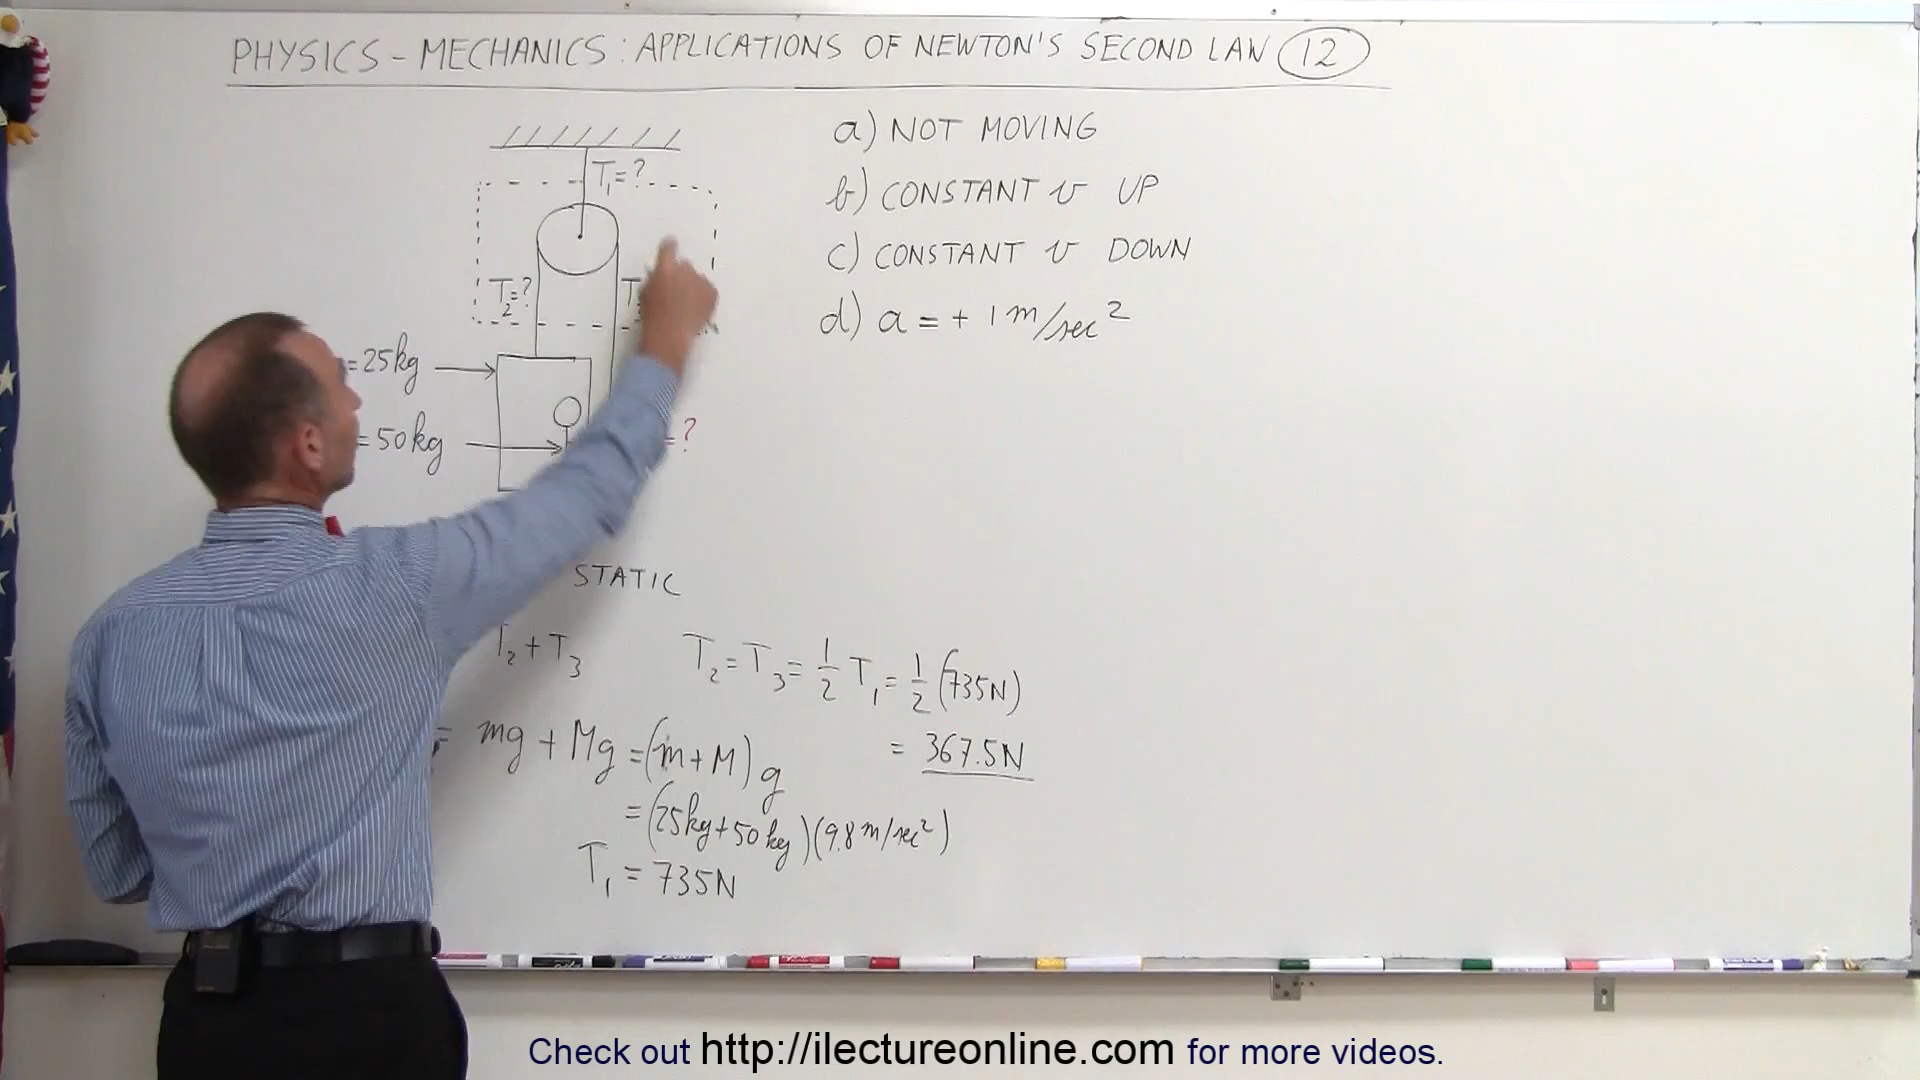 PHYSICS - MECHANICS: APPLICATIONS OF NEWTON'S SECOND LAW 12
a) NOT MOVING
T₁=?
b) CONSTANT v UP
c) CONSTANT v DOWN
T₂=?
d) a = + 1 m/sec²
=25kg
=50kg
=?
STATIC
T₂ + T₃
T₂ = T₃ = 1/2 T₁ = 1/2 (735N)
= 367.5N
= mg + Mg = (m+M) g
= (25kg+50kg)(9.8 m/sec²)
T₁ = 735N
Check out http://ilectureonline.com for more videos.